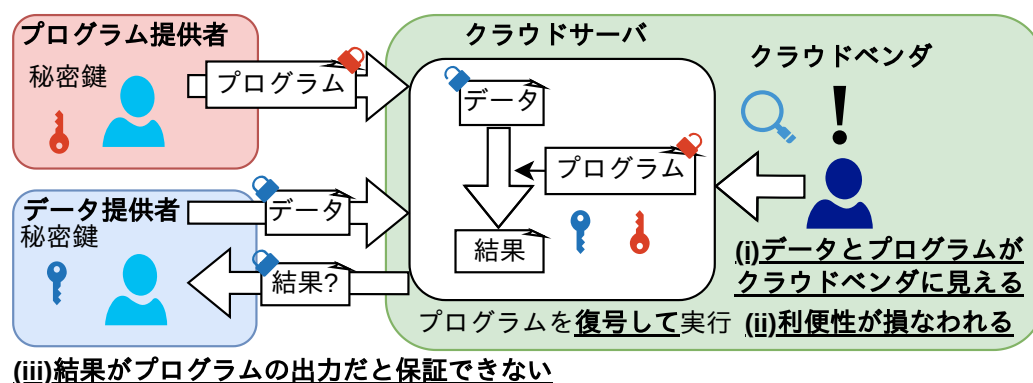 プログラム提供者
秘密鍵
プログラム
データ提供者
秘密鍵
データ
結果?
クラウドサーバ
データ
プログラム
結果
プログラムを復号して実行
クラウドベンダ
!
(i)データとプログラムが
クラウドベンダに見える
(ii)利便性が損なわれる
(iii)結果がプログラムの出力だと保証できない